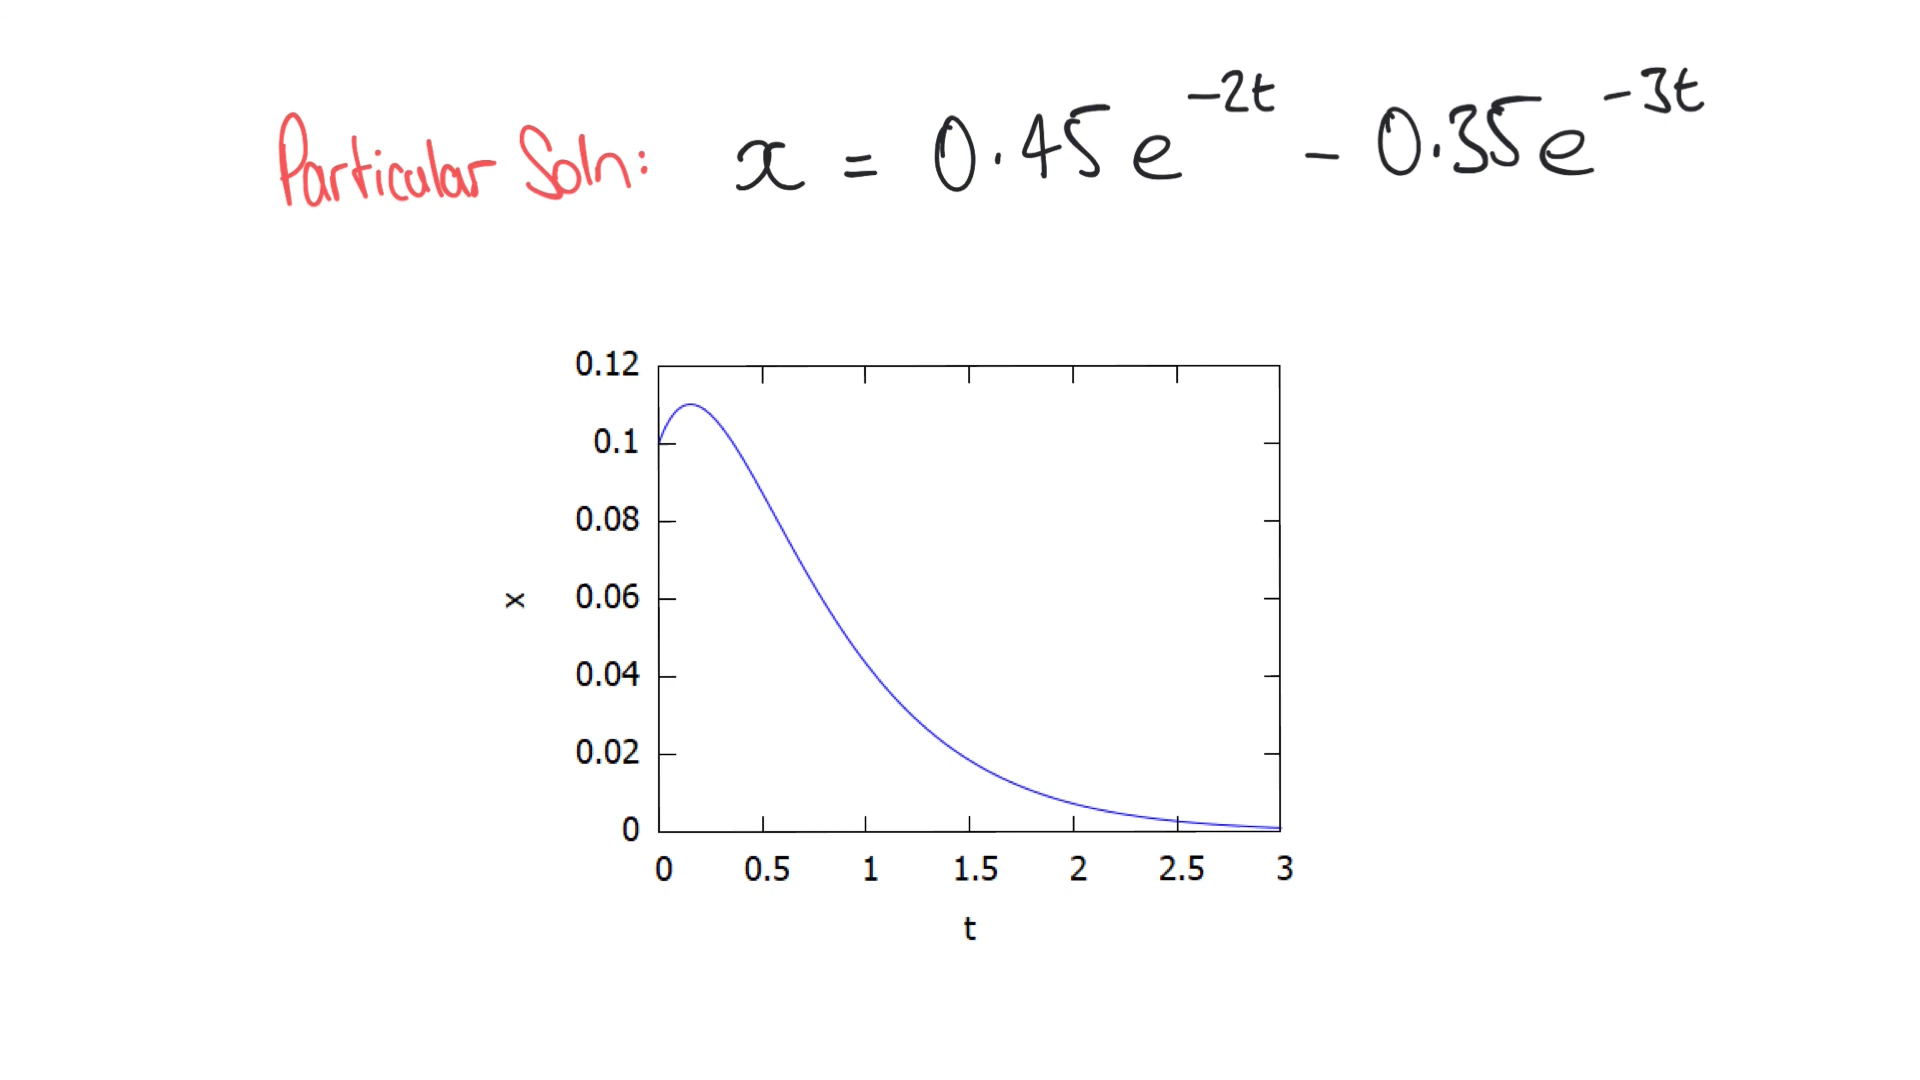 Particular Soln: x = 0.45e^{-2t} - 0.35e^{-3t}
0.12
0.1
0.08
0.06
x
0.04
0.02
0
0 0.5 1 1.5 2 2.5 3
t